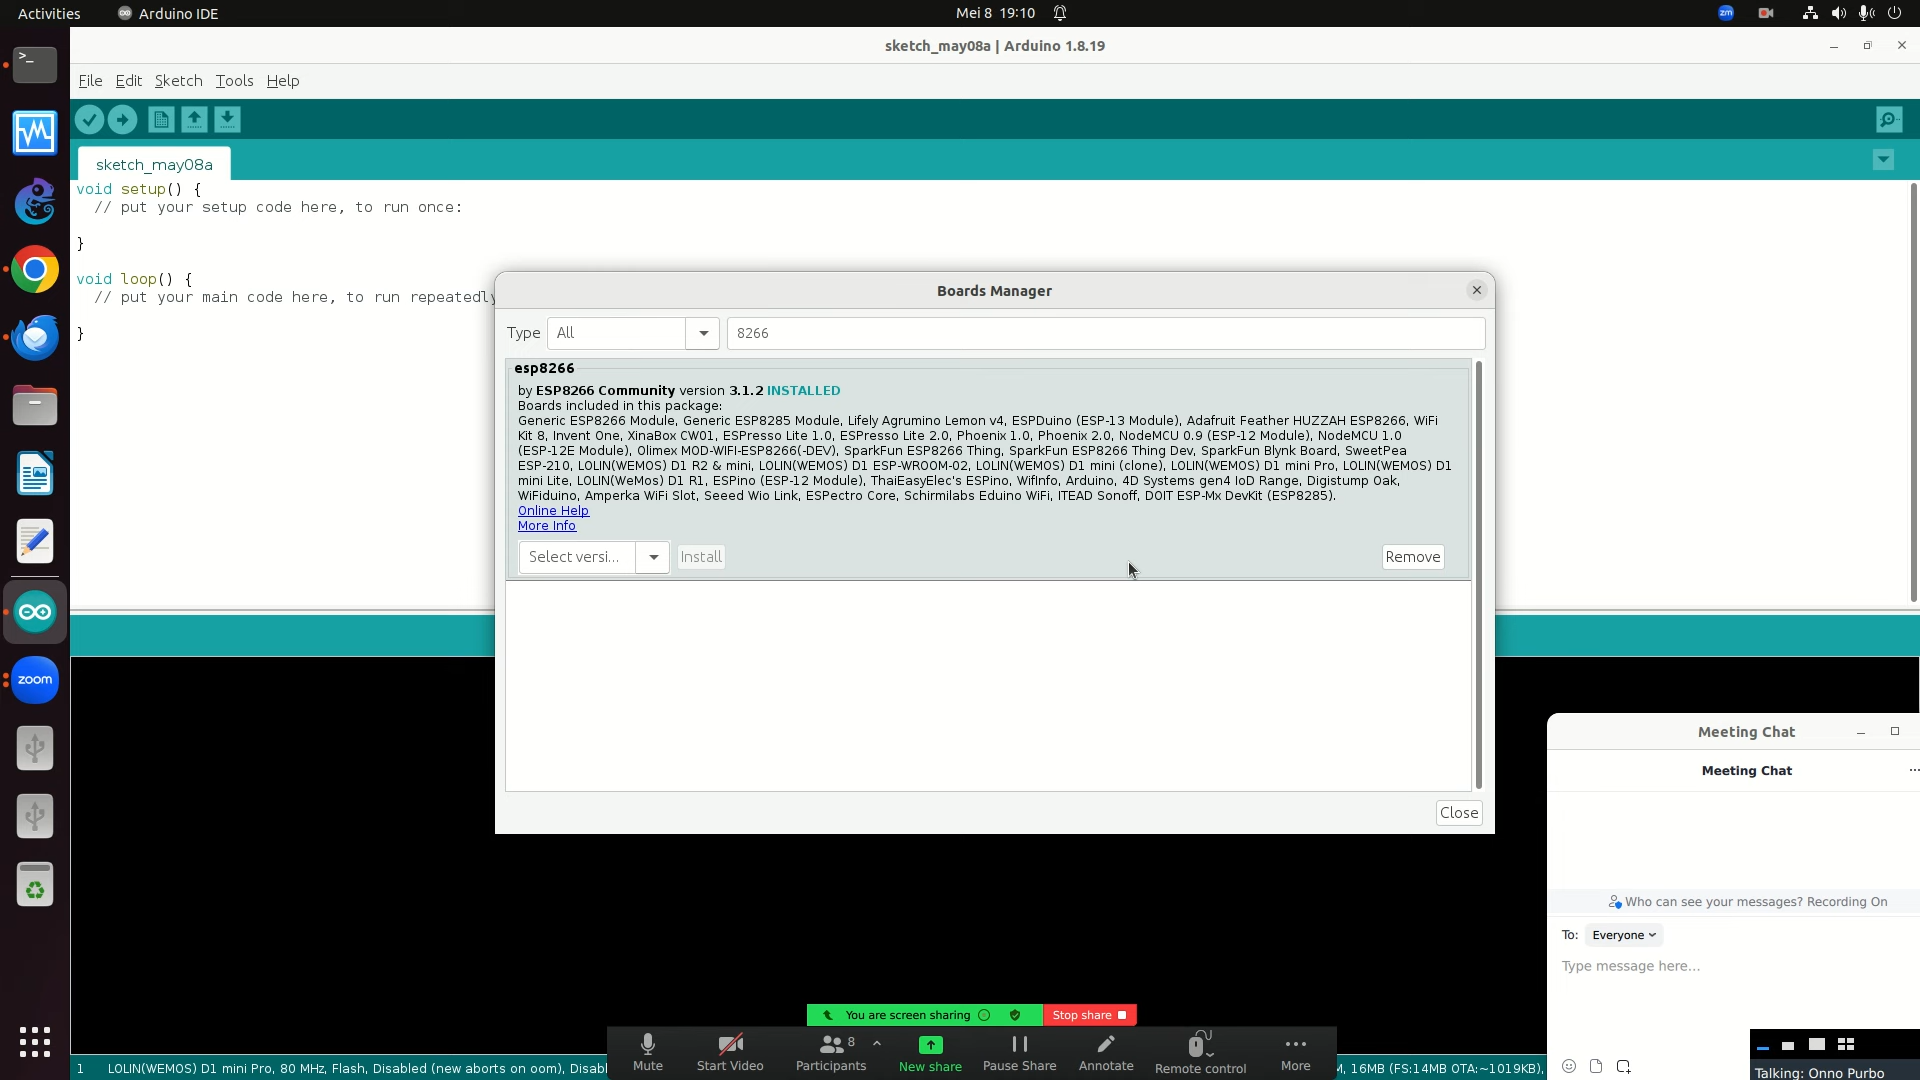 Activities
Arduino IDE
Mei 8 19:10
zm
sketch_may08a | Arduino 1.8.19
File Edit Sketch Tools Help
sketch_may08a
void setup() {
// put your setup code here, to run once:
}
void loop() {
// put your main code here, to run repeatedly
}
Boards Manager
Type All 8266
esp8266
by ESP8266 Community version 3.1.2 INSTALLED
Boards included in this package:
Generic ESP8266 Module, Generic ESP8285 Module, Lifely Agrumino Lemon v4, ESPDuino (ESP-13 Module), Adafruit Feather HUZZAH ESP8266, WiFi
Kit 8, Invent One, XinaBox CW01, ESPresso Lite 1.0, ESPresso Lite 2.0, Phoenix 1.0, Phoenix 2.0, NodeMCU 0.9 (ESP-12 Module), NodeMCU 1.0
(ESP-12E Module), Olimex MOD-WIFI-ESP8266(-DEV), SparkFun ESP8266 Thing, SparkFun ESP8266 Thing Dev, SparkFun Blynk Board, SweetPea
ESP-210, LOLIN(WEMOS) D1 R2 & mini, LOLIN(WEMOS) D1 ESP-WROOM-02, LOLIN(WEMOS) D1 mini (clone), LOLIN(WEMOS) D1 mini Pro, LOLIN(WEMOS) D1
mini Lite, LOLIN(WeMos) D1 R1, ESPino (ESP-12 Module), ThaiEasyElec's ESPino, WifInfo, Arduino, 4D Systems gen4 IoD Range, Digistump Oak,
WiFiduino, Amperka WiFi Slot, Seeed Wio Link, ESPectro Core, Schirmilabs Eduino WiFi, ITEAD Sonoff, DOIT ESP-Mx DevKit (ESP8285).
Online Help
More Info
Select versi... Install Remove
Close
zoom
Meeting Chat
Meeting Chat
Who can see your messages? Recording On
To: Everyone
Type message here...
You are screen sharing Stop share
Mute Start Video Participants 8 New share Pause Share Annotate Remote control More
1 LOLIN(WEMOS) D1 mini Pro, 80 MHz, Flash, Disabled (new aborts on oom), Disabl
M, 16MB (FS:14MB OTA:~1019KB),
Talking: Onno Purbo